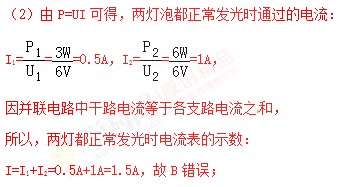 （2）由 P=UI 可得，两灯泡都正常发光时通过的电流：
I₁=P₁/U₁=3W/6V=0.5A，I₂=P₂/U₂=6W/6V=1A，
因并联电路中干路电流等于各支路电流之和，
所以，两灯都正常发光时电流表的示数：
I=I₁+I₂=0.5A+1A=1.5A，故 B 错误；